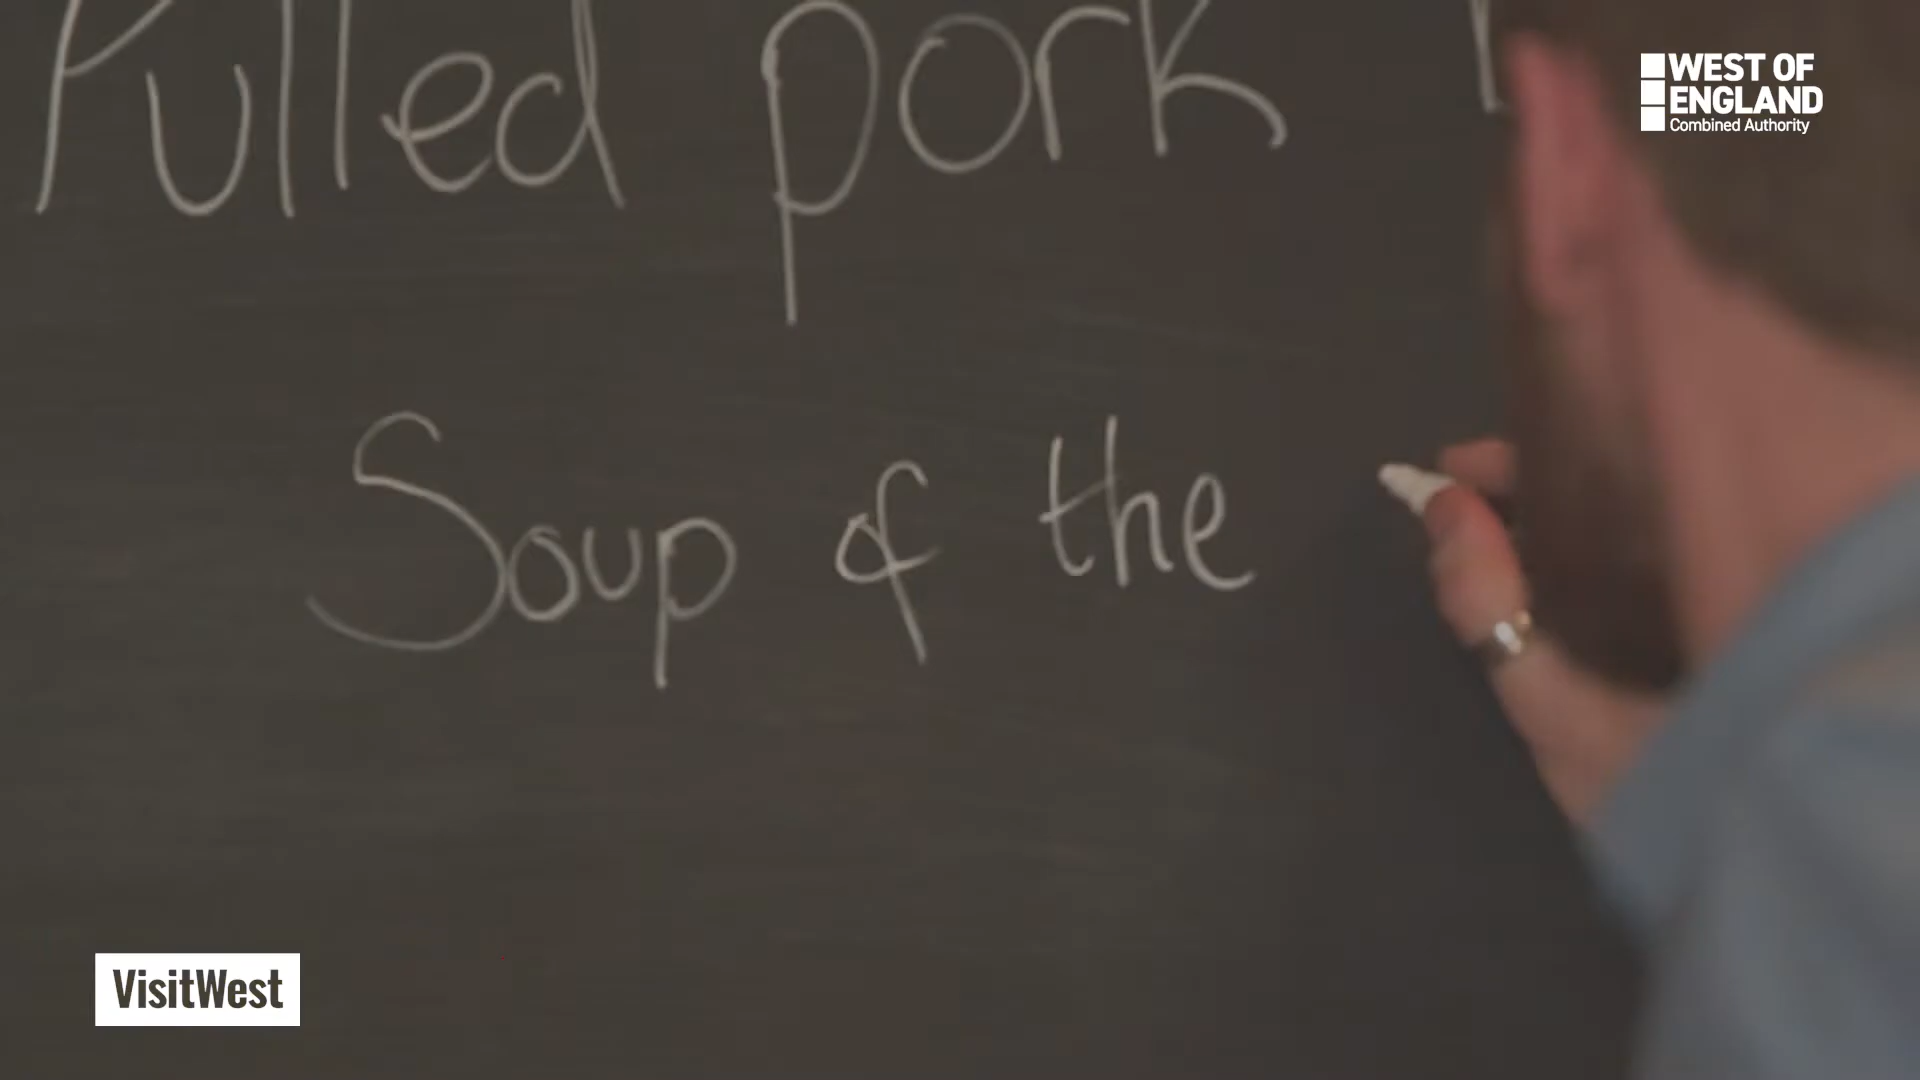 Pulled pork
Soup of the
WEST OF
ENGLAND
Combined Authority
VisitWest